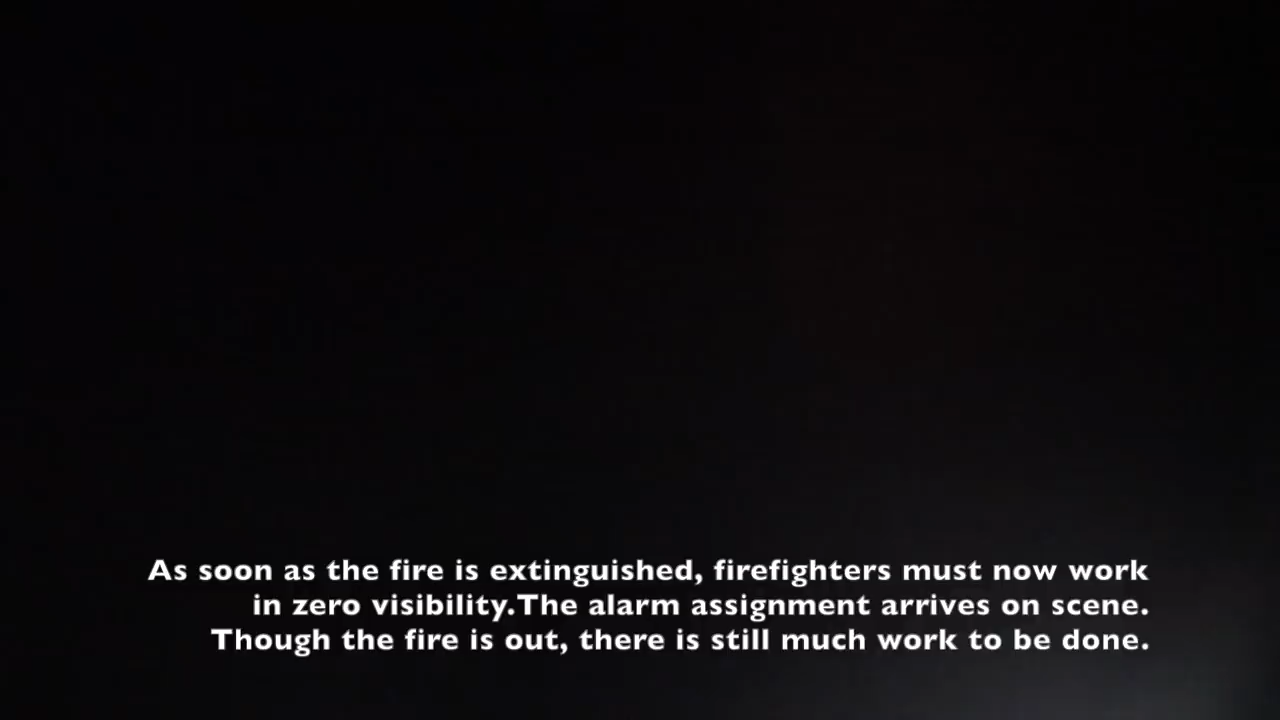 As soon as the fire is extinguished, firefighters must now work
in zero visibility.The alarm assignment arrives on scene.
Though the fire is out, there is still much work to be done.